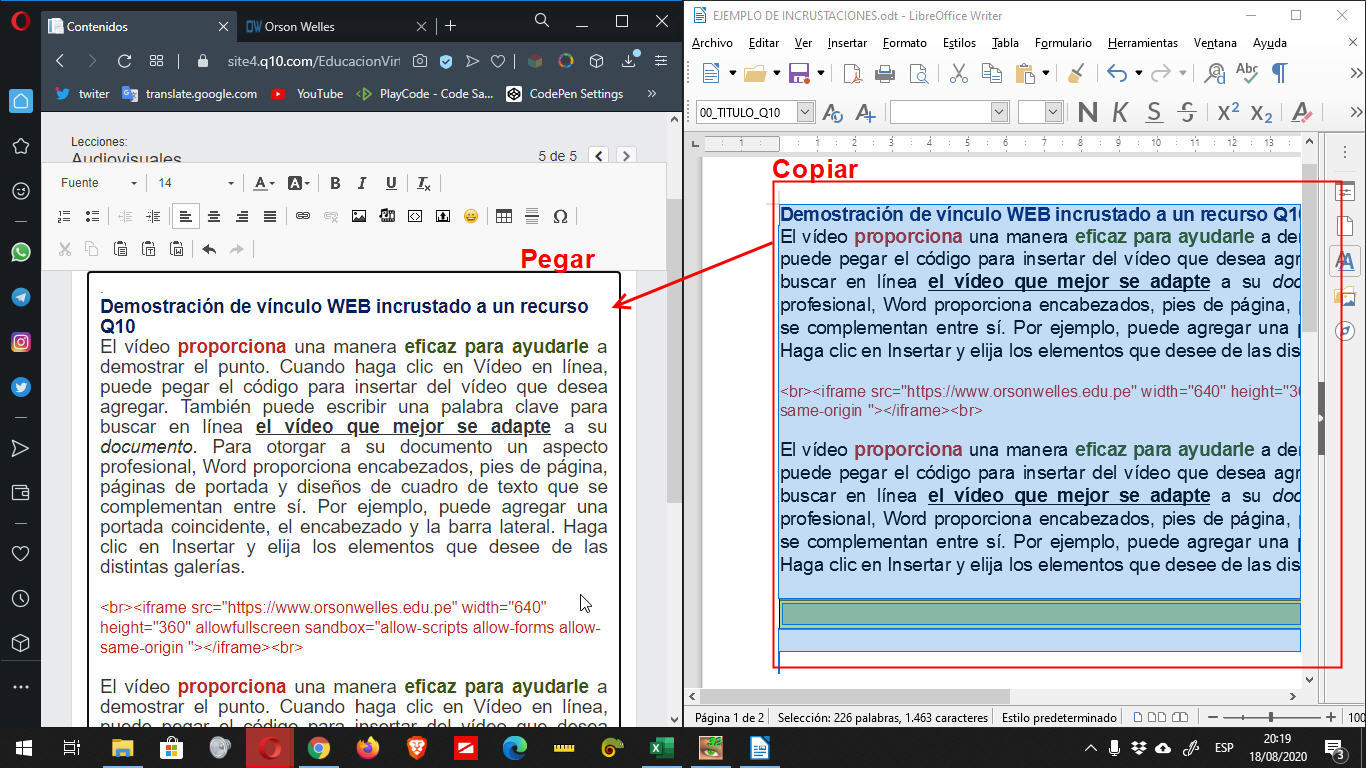 Contenidos
Orson Welles
site4.q10.com/EducacionVirt
twiter
translate.google.com
YouTube
PlayCode - Code Sa...
CodePen Settings
»
Lecciones:
Audiovisuales
5 de 5
Fuente
14
A
A
B
I
U
Tx
Pegar
Demostración de vínculo WEB incrustado a un recurso
Q10
El vídeo proporciona una manera eficaz para ayudarle a
demostrar el punto. Cuando haga clic en Vídeo en línea,
puede pegar el código para insertar del vídeo que desea
agregar. También puede escribir una palabra clave para
buscar en línea el vídeo que mejor se adapte a su
documento. Para otorgar a su documento un aspecto
profesional, Word proporciona encabezados, pies de página,
páginas de portada y diseños de cuadro de texto que se
complementan entre sí. Por ejemplo, puede agregar una
portada coincidente, el encabezado y la barra lateral. Haga
clic en Insertar y elija los elementos que desee de las
distintas galerías.
<br><iframe src="https://www.orsonwelles.edu.pe" width="640"
height="360" allowfullscreen sandbox="allow-scripts allow-forms allow-
same-origin "></iframe><br>
El vídeo proporciona una manera eficaz para ayudarle a
demostrar el punto. Cuando haga clic en Vídeo en línea,
puede pegar el código para insertar del vídeo que desea
EJEMPLO DE INCRUSTACIONES.odt - LibreOffice Writer
Archivo Editar Ver Insertar Formato Estilos Tabla Formulario Herramientas Ventana Ayuda
Abc
00_TITULO_Q10
N K S S X² X₂ A
1 1 2 3 4 5 6 7 8 9 10 11 12 13
Copiar
Demostración de vínculo WEB incrustado a un recurso Q10
El vídeo proporciona una manera eficaz para ayudarle a der
puede pegar el código para insertar del vídeo que desea agr
buscar en línea el vídeo que mejor se adapte a su doc
profesional, Word proporciona encabezados, pies de página, p
se complementan entre sí. Por ejemplo, puede agregar una p
Haga clic en Insertar y elija los elementos que desee de las dis
<br><iframe src="https://www.orsonwelles.edu.pe" width="640" height="36
same-origin "></iframe><br>
El vídeo proporciona una manera eficaz para ayudarle a der
puede pegar el código para insertar del vídeo que desea agr
buscar en línea el vídeo que mejor se adapte a su doc
profesional, Word proporciona encabezados, pies de página, p
se complementan entre sí. Por ejemplo, puede agregar una p
Haga clic en Insertar y elija los elementos que desee de las dis
Página 1 de 2
Selección: 226 palabras, 1.463 caracteres
Estilo predeterminado
100
ESP
20:19
18/08/2020
3